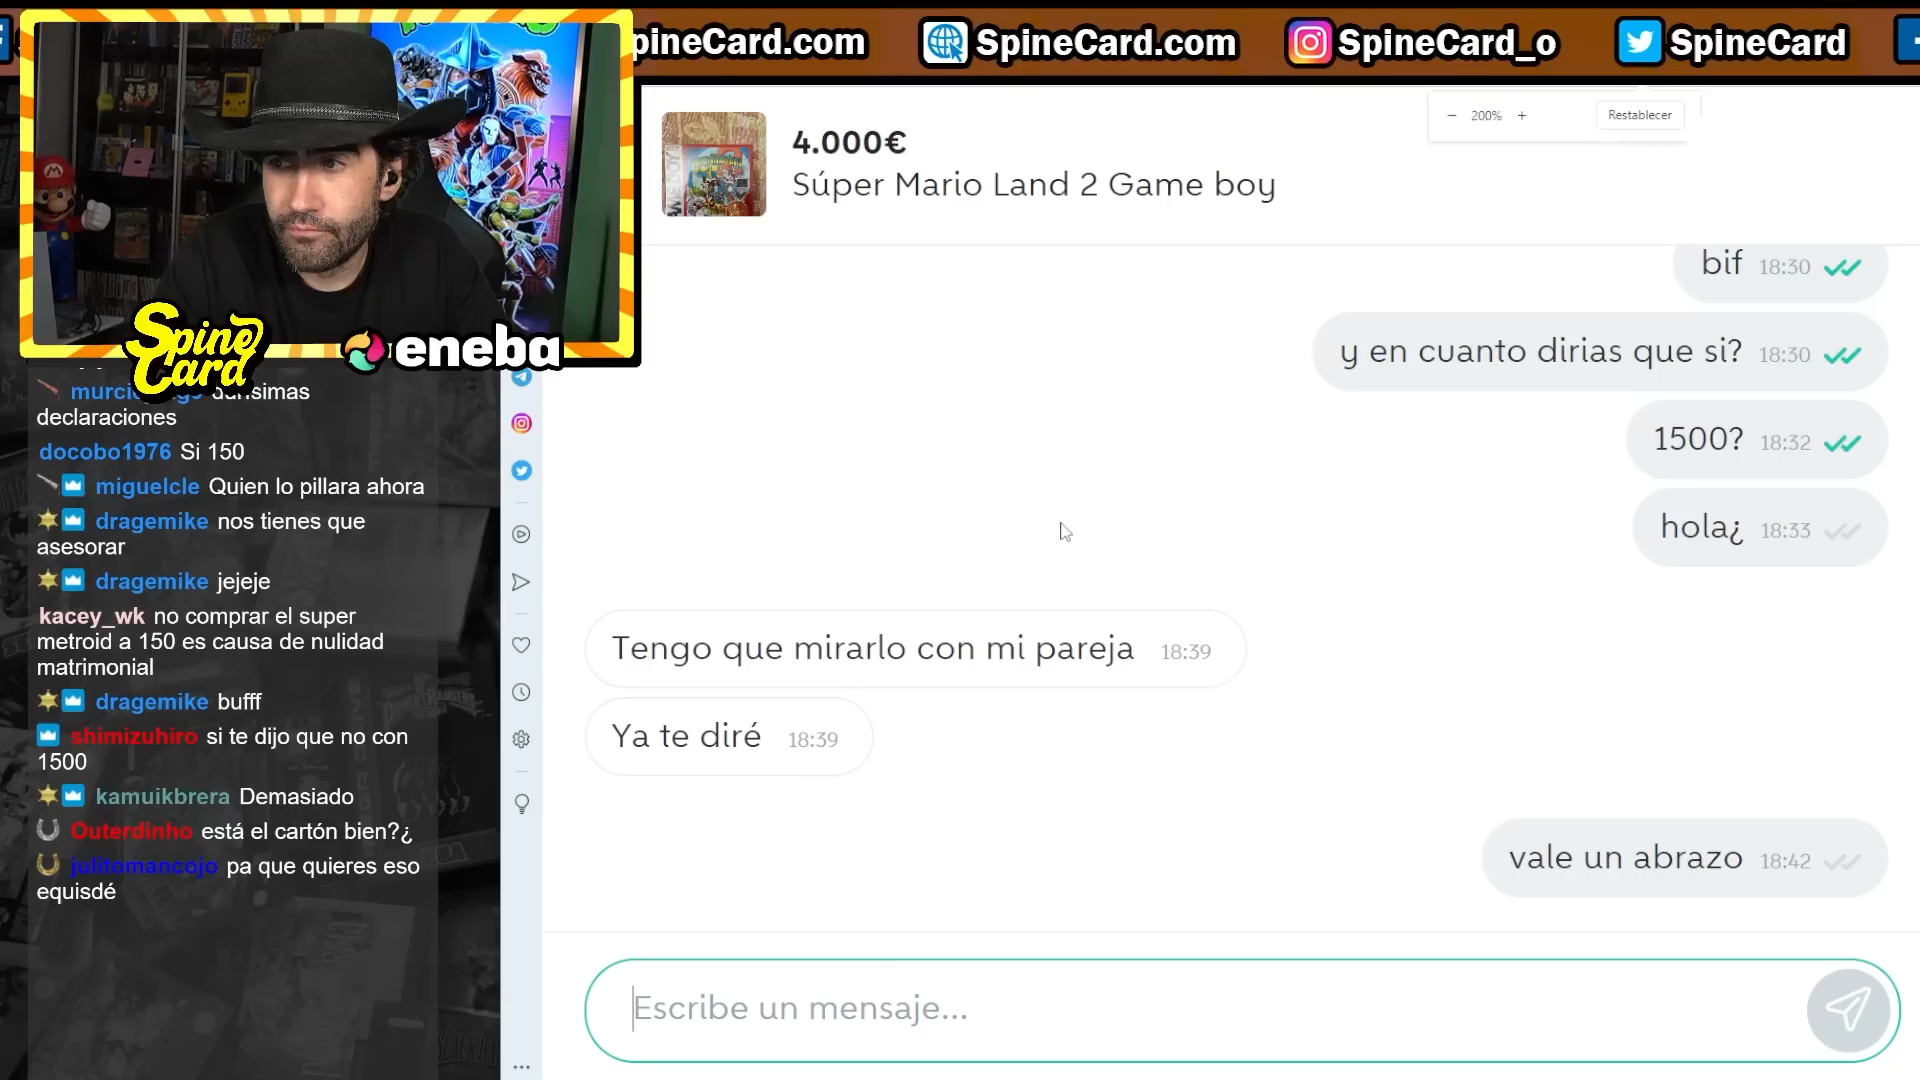 pineCard.com
SpineCard.com
SpineCard_o
SpineCard
4.000€
Súper Mario Land 2 Game boy
− 200% +
Restablecer
bif 18:30
y en cuanto dirias que si? 18:30
1500? 18:32
hola¿ 18:33
Tengo que mirarlo con mi pareja 18:39
Ya te diré 18:39
vale un abrazo 18:42
Escribe un mensaje...
Spine
Card
eneba
declaraciones
docobo1976 Si 150
miguelcle Quien lo pillara ahora
dragemike nos tienes que
asesorar
dragemike jejeje
kacey_wk no comprar el super
metroid a 150 es causa de nulidad
matrimonial
dragemike bufff
shimizuhiro si te dijo que no con
1500
kamuikbrera Demasiado
Outerdinho está el cartón bien?¿
julitomancojo pa que quieres eso
equisdé